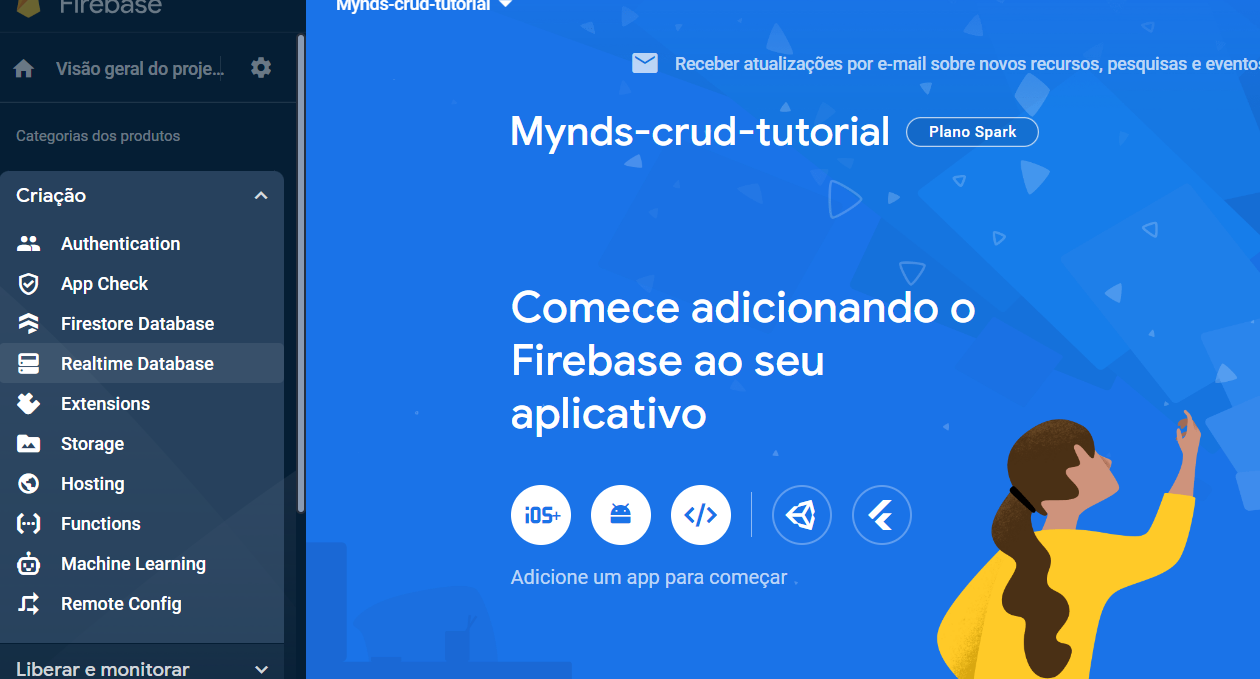 Firebase
Visão geral do proje...
Categorias dos produtos
Criação
Authentication
App Check
Firestore Database
Realtime Database
Extensions
Storage
Hosting
Functions
Machine Learning
Remote Config
Liberar e monitorar
Mynds-crud-tutorial
Receber atualizações por e-mail sobre novos recursos, pesquisas e evento
Mynds-crud-tutorial
Plano Spark
Comece adicionando o
Firebase ao seu
aplicativo
iOS+
Adicione um app para começar